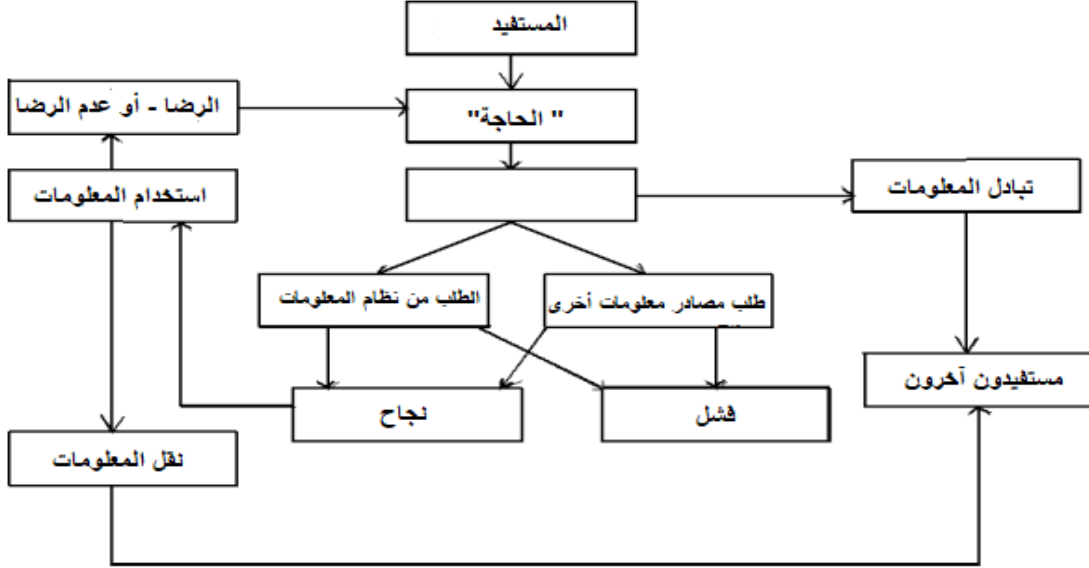 المستفيد
الرضا - أو عدم الرضا
" الحاجة"
استخدام المعلومات
تبادل المعلومات
الطلب من نظام المعلومات
طلب مصادر معلومات أخرى
مستفيدون آخرون
نجاح
فشل
نقل المعلومات